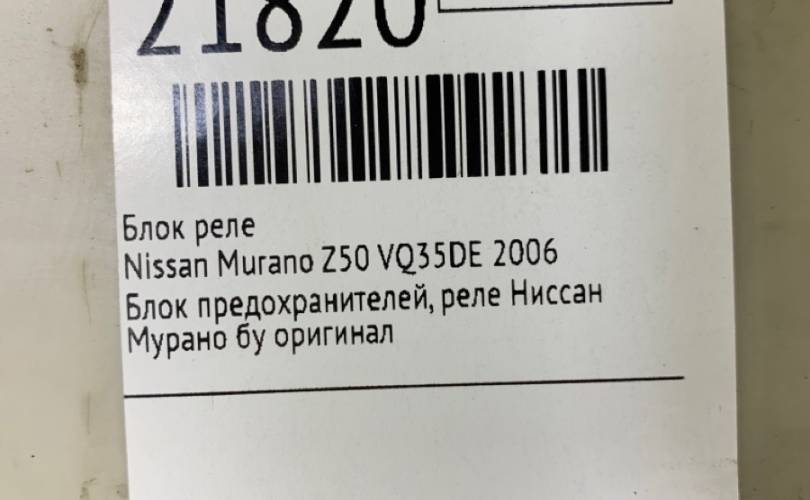 21820
Блок реле
Nissan Murano Z50 VQ35DE 2006
Блок предохранителей, реле Ниссан
Мурано бу оригинал